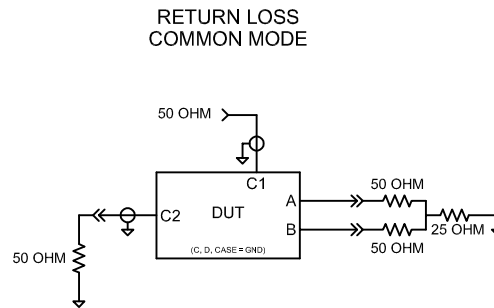 RETURN LOSS
COMMON MODE
50 OHM
C1
50 OHM
A
C2
DUT
B
25 OHM
(C, D, CASE = GND)
50 OHM
50 OHM